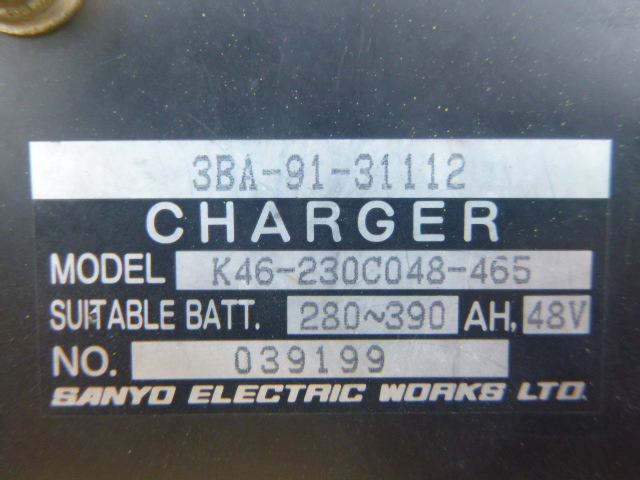 3BA-91-31112
CHARGER
MODEL K46-230C048-465
SUITABLE BATT. 280~390 AH, 48V
NO. 039199
SANYO ELECTRIC WORKS LTD.